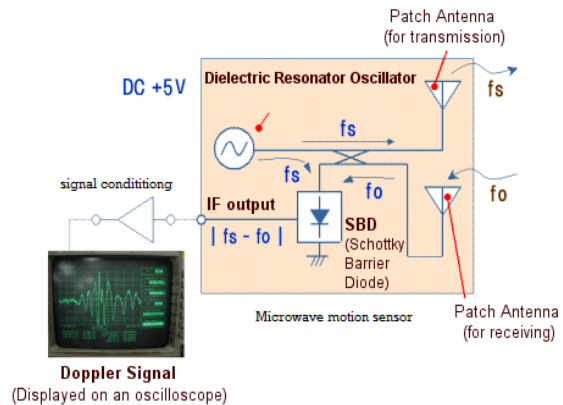 Patch Antenna
(for transmission)
DC +5V
Dielectric Resonator Oscillator
fs
fs
fs
fo
fo
signal condititiong
IF output
| fs - fo |
SBD
(Schottky
Barrier
Diode)
Microwave motion sensor
Patch Antenna
(for receiving)
Doppler Signal
(Displayed on an oscilloscope)